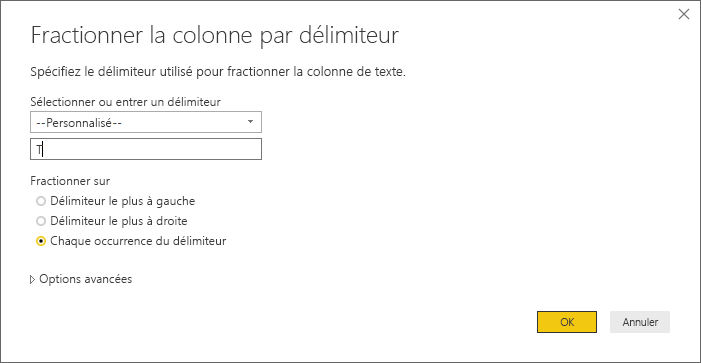 Fractionner la colonne par délimiteur
Spécifiez le délimiteur utilisé pour fractionner la colonne de texte.
Sélectionner ou entrer un délimiteur
--Personnalisé--
T
Fractionner sur
Délimiteur le plus à gauche
Délimiteur le plus à droite
Chaque occurrence du délimiteur
Options avancées
OK Annuler